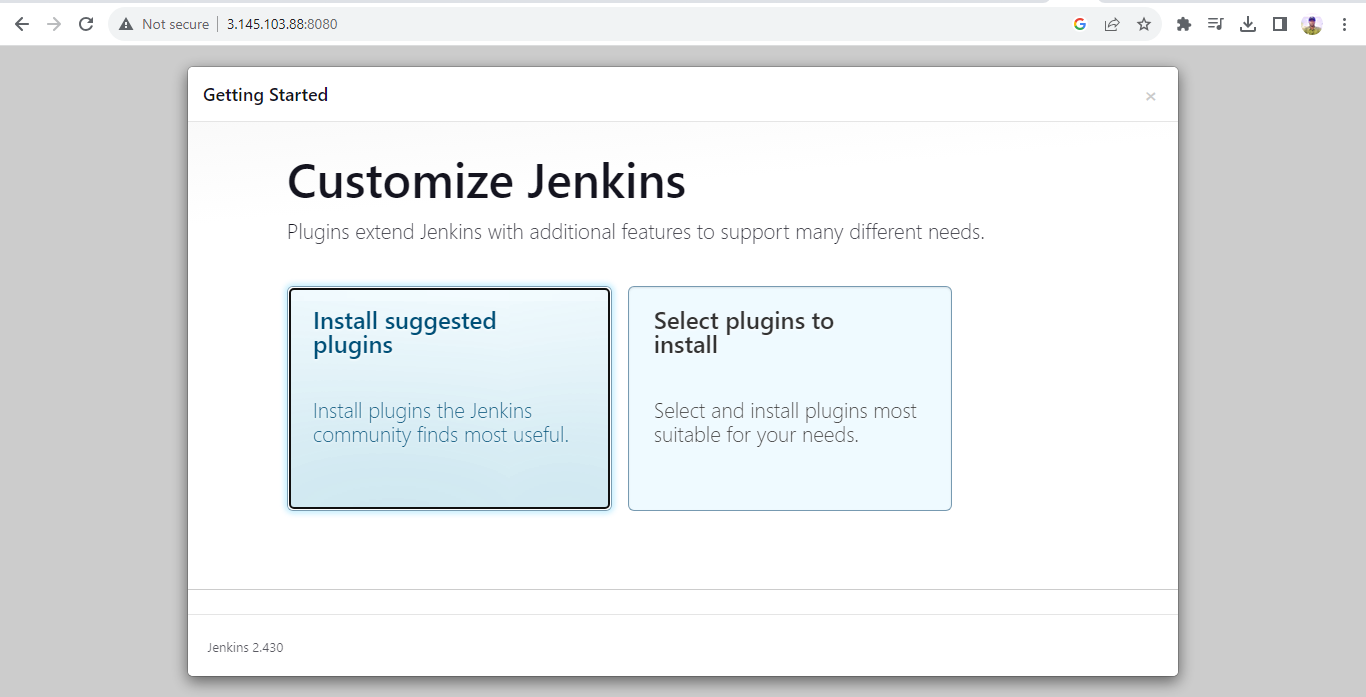 Not secure | 3.145.103.88:8080
Getting Started ×
Customize Jenkins
Plugins extend Jenkins with additional features to support many different needs.
Install suggested
plugins
Install plugins the Jenkins
community finds most useful.
Select plugins to
install
Select and install plugins most
suitable for your needs.
Jenkins 2.430